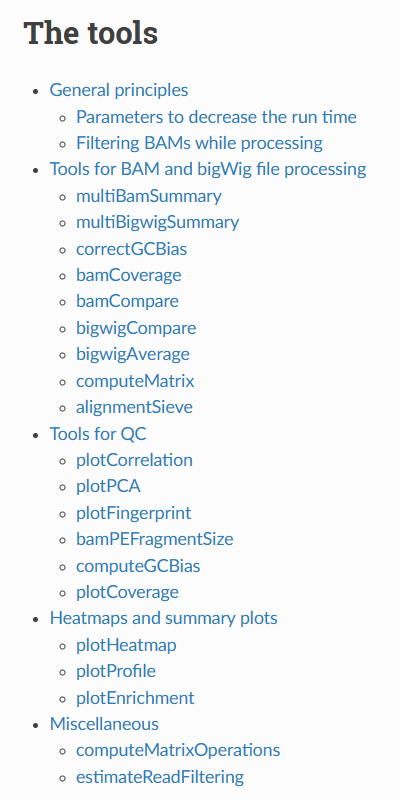 The tools
General principles
Parameters to decrease the run time
Filtering BAMs while processing
Tools for BAM and bigWig file processing
multiBamSummary
multiBigwigSummary
correctGCBias
bamCoverage
bamCompare
bigwigCompare
bigwigAverage
computeMatrix
alignmentSieve
Tools for QC
plotCorrelation
plotPCA
plotFingerprint
bamPEFragmentSize
computeGCBias
plotCoverage
Heatmaps and summary plots
plotHeatmap
plotProfile
plotEnrichment
Miscellaneous
computeMatrixOperations
estimateReadFiltering